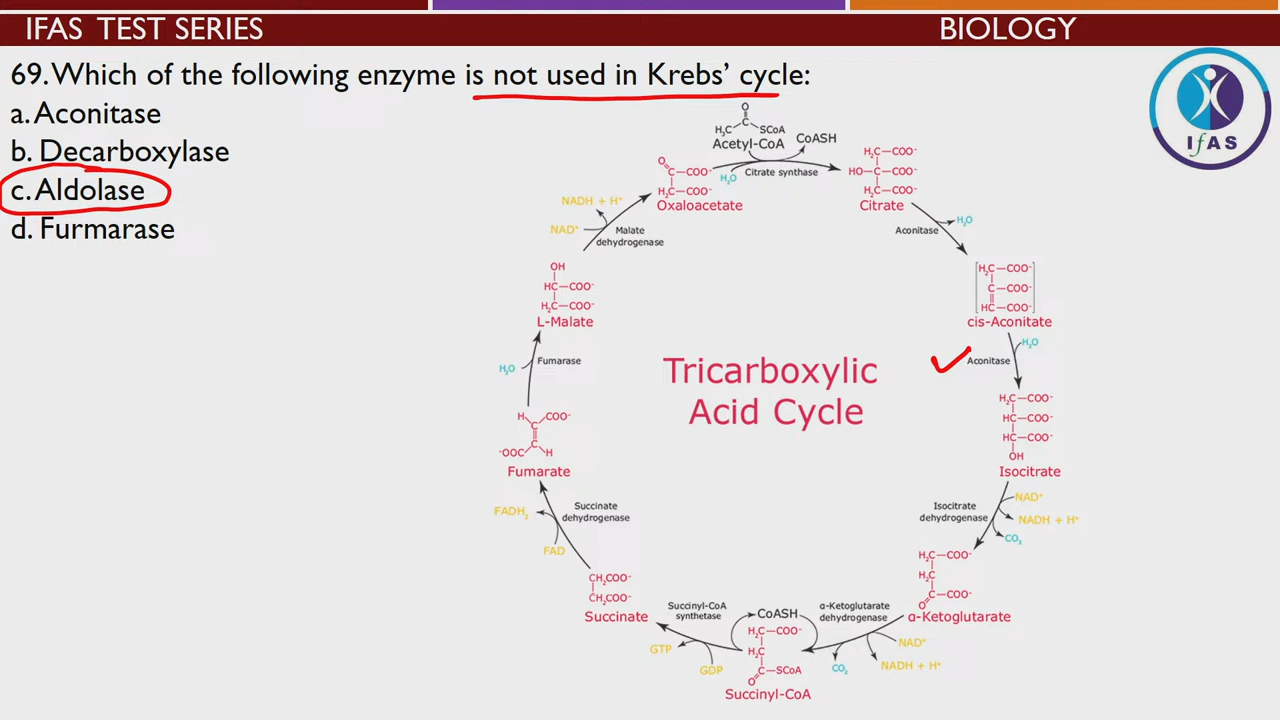 IFAS TEST SERIES
BIOLOGY
69. Which of the following enzyme is not used in Krebs' cycle:
a. Aconitase
b. Decarboxylase
c. Aldolase
d. Furmarase
IfAS
O
H₃C—C—SCoA
Acetyl-CoA
CoASH
H₂O
Citrate synthase
O
C—COO⁻
H₂C—COO⁻
Oxaloacetate
H₂C—COO⁻
HO—C—COO⁻
H₂C—COO⁻
Citrate
H₂O
Aconitase
H₂C—COO⁻
C—COO⁻
HC—COO⁻
cis-Aconitate
H₂O
Aconitase
H₂C—COO⁻
HC—COO⁻
HC—COO⁻
OH
Isocitrate
Isocitrate
dehydrogenase
NAD⁺
NADH + H⁺
CO₂
H₂C—COO⁻
H₂C
C—COO⁻
O
α-Ketoglutarate
α-Ketoglutarate
dehydrogenase
NAD⁺
NADH + H⁺
CO₂
CoASH
H₂C—COO⁻
H₂C
C—SCoA
O
Succinyl-CoA
Succinyl-CoA
synthetase
GTP
GDP
CH₂COO⁻
CH₂COO⁻
Succinate
Succinate
dehydrogenase
FADH₂
FAD
H COO⁻
C
C
⁻OOC H
Fumarate
Fumarase
H₂O
OH
HC—COO⁻
H₂C—COO⁻
L-Malate
Malate
dehydrogenase
NADH + H⁺
NAD⁺
Tricarboxylic
Acid Cycle